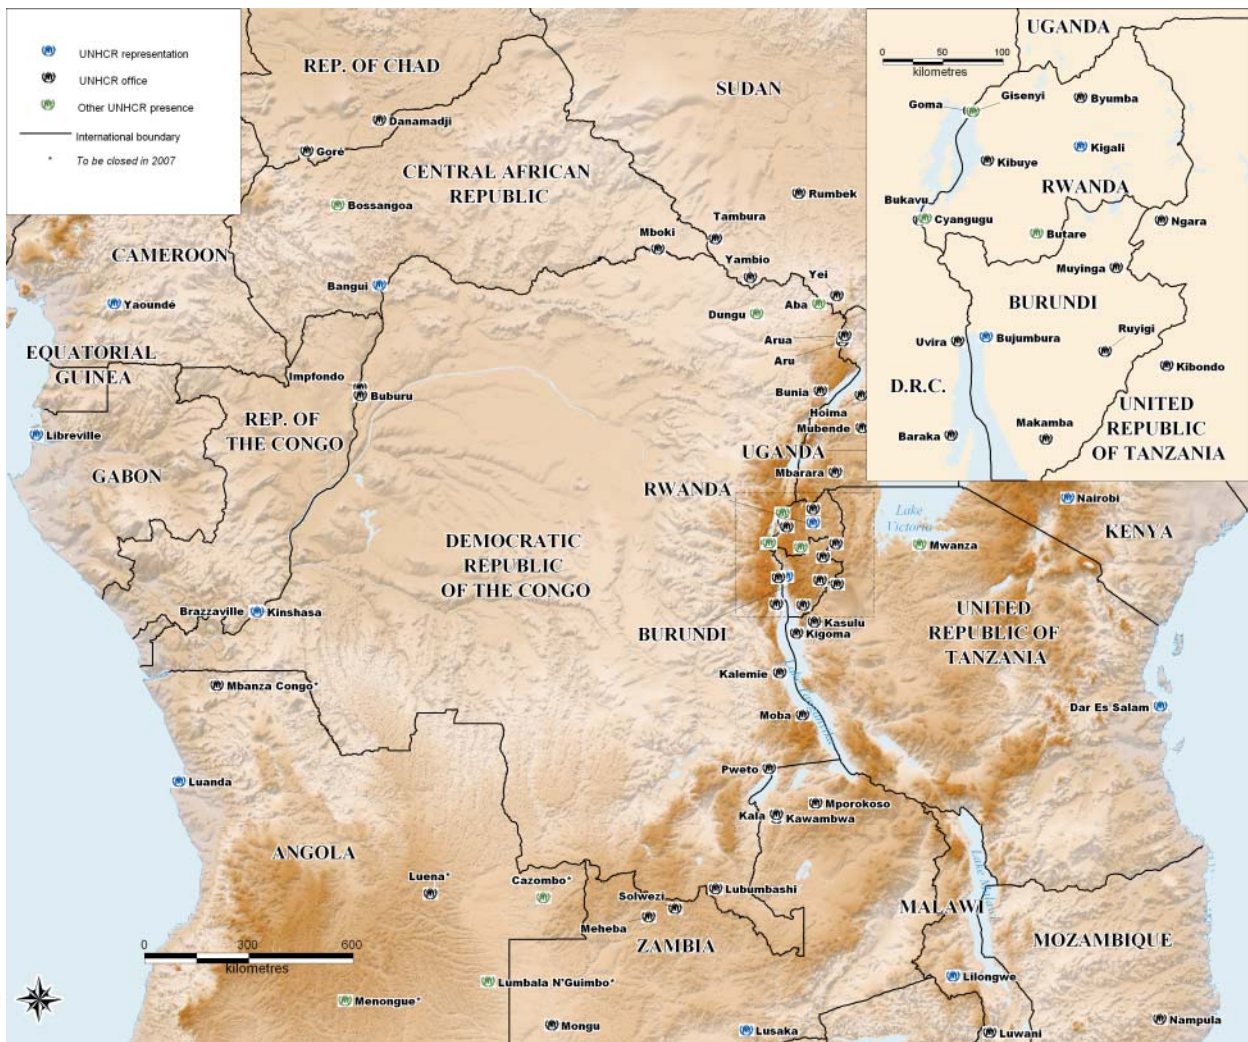 UNHCR representation
UNHCR office
Other UNHCR presence
International boundary
* To be closed in 2007
REP. OF CHAD
SUDAN
Danamadji
Goré
CENTRAL AFRICAN
REPUBLIC
Bossangoa
Rumbek
Tambura
Mboki
Yambio
Yei
CAMEROON
Bangui
Yaoundé
Dungu
Aba
Arua
Aru
EQUATORIAL
GUINEA
Impfondo
Buburu
Bunia
Hoima
Mubende
REP. OF
THE CONGO
Libreville
GABON
UGANDA
Mbarara
RWANDA
Nairobi
Lake
Victoria
KENYA
Mwanza
DEMOCRATIC
REPUBLIC
OF THE CONGO
Brazzaville
Kinshasa
BURUNDI
Kasulu
Kigoma
UNITED
REPUBLIC OF
TANZANIA
Kalemie
Mbanza Congo*
Moba
Dar Es Salam
Luanda
Pweto
Mporokoso
Kala
Kawambwa
ANGOLA
Luena*
Cazombo*
Solwezi
Lubumbashi
Meheba
ZAMBIA
MALAWI
MOZAMBIQUE
0 300 600
kilometres
Lumbala N'Guimbo*
Menongue*
Lilongwe
Mongu
Lusaka
Luwani
Nampula
UGANDA
0 50 100
kilometres
Goma
Gisenyi
Byumba
Kigali
Kibuye
RWANDA
Bukavu
Cyangugu
Butare
Ngara
Muyinga
BURUNDI
Uvira
Bujumbura
Ruyigi
Kibondo
D.R.C.
Baraka
Makamba
UNITED
REPUBLIC
OF TANZANIA